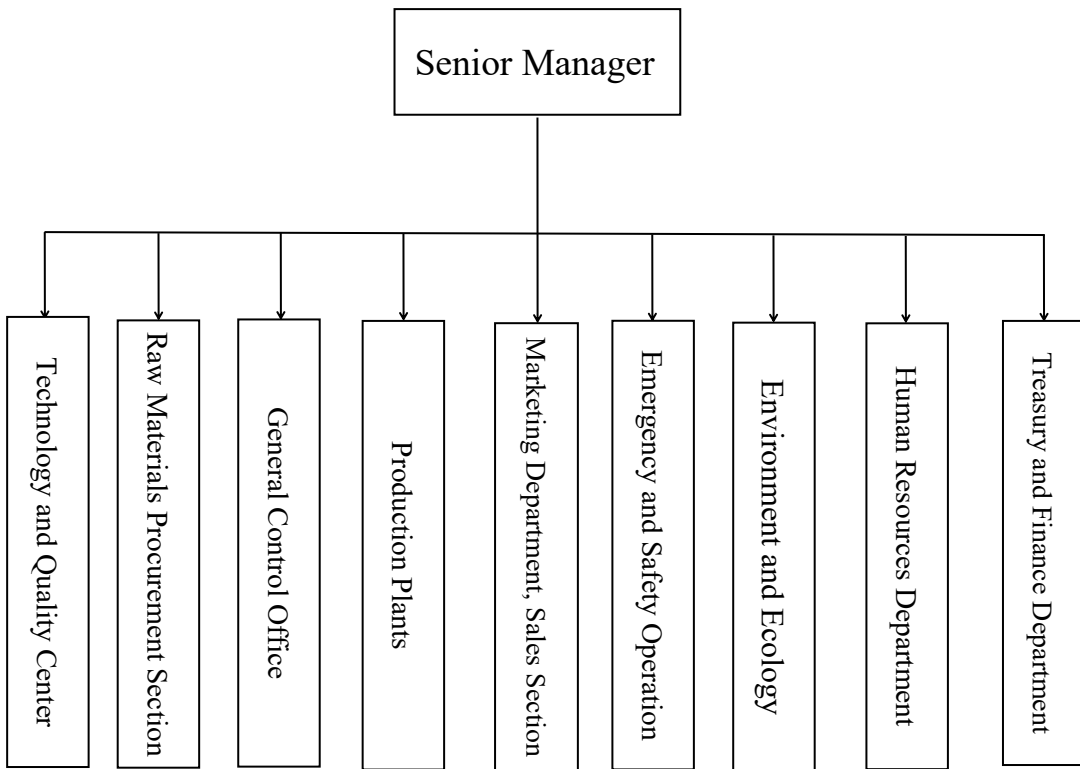 Senior Manager
Technology and Quality Center
Raw Materials Procurement Section
General Control Office
Production Plants
Marketing Department, Sales Section
Emergency and Safety Operation
Environment and Ecology
Human Resources Department
Treasury and Finance Department